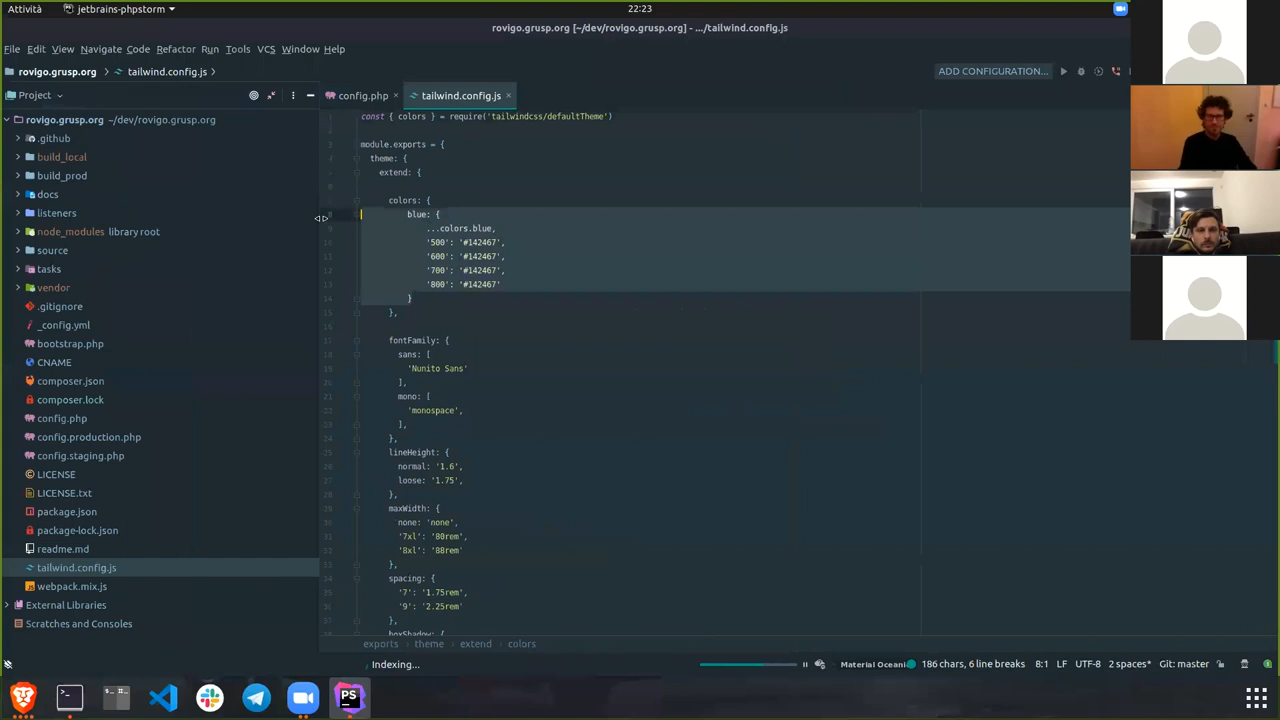 Attività
jetbrains-phpstorm
22:23
rovigo.grusp.org [~/dev/rovigo.grusp.org] - .../tailwind.config.js
File Edit View Navigate Code Refactor Run Tools VCS Window Help
rovigo.grusp.org
tailwind.config.js
ADD CONFIGURATION...
Project
config.php
tailwind.config.js
rovigo.grusp.org ~/dev/rovigo.grusp.org
.github
build_local
build_prod
docs
listeners
node_modules library root
source
tasks
vendor
.gitignore
_config.yml
bootstrap.php
CNAME
composer.json
composer.lock
config.php
config.production.php
config.staging.php
LICENSE
LICENSE.txt
package.json
package-lock.json
readme.md
tailwind.config.js
webpack.mix.js
External Libraries
Scratches and Consoles
const { colors } = require('tailwindcss/defaultTheme')
module.exports = {
theme: {
extend: {
colors: {
blue: {
...colors.blue,
'500': '#142467',
'600': '#142467',
'700': '#142467',
'800': '#142467'
}
},
fontFamily: {
sans: [
'Nunito Sans'
],
mono: [
'monospace',
],
},
lineHeight: {
normal: '1.6',
loose: '1.75',
},
maxWidth: {
none: 'none',
'7xl': '80rem'
'8xl': '88rem'
},
spacing: {
'7': '1.75rem',
'9': '2.25rem'
},
boxShadow: {
exports theme extend colors
Indexing...
Material Oceani
186 chars, 6 line breaks
8:1
LF
UTF-8
2 spaces*
Git: master
PS